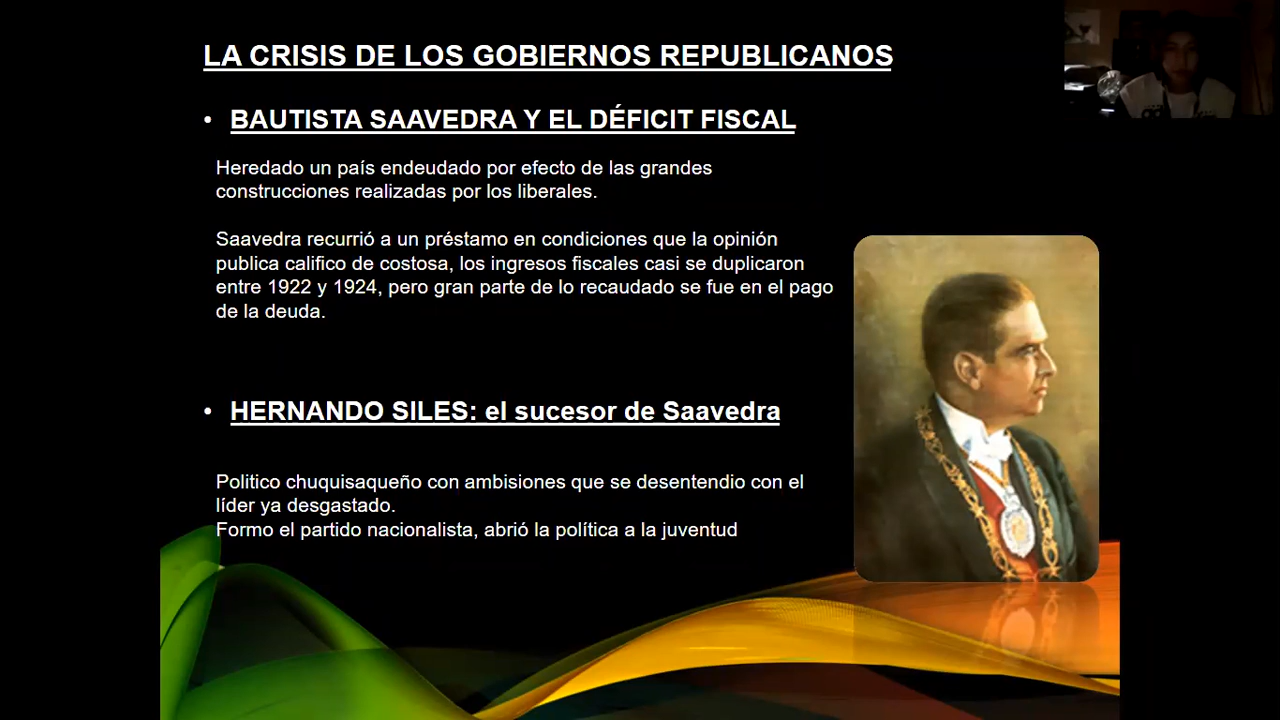 LA CRISIS DE LOS GOBIERNOS REPUBLICANOS
• BAUTISTA SAAVEDRA Y EL DÉFICIT FISCAL
Heredado un país endeudado por efecto de las grandes
construcciones realizadas por los liberales.
Saavedra recurrió a un préstamo en condiciones que la opinión
publica califico de costosa, los ingresos fiscales casi se duplicaron
entre 1922 y 1924, pero gran parte de lo recaudado se fue en el pago
de la deuda.
• HERNANDO SILES: el sucesor de Saavedra
Politico chuquisaqueño con ambisiones que se desentendio con el
líder ya desgastado.
Formo el partido nacionalista, abrió la política a la juventud